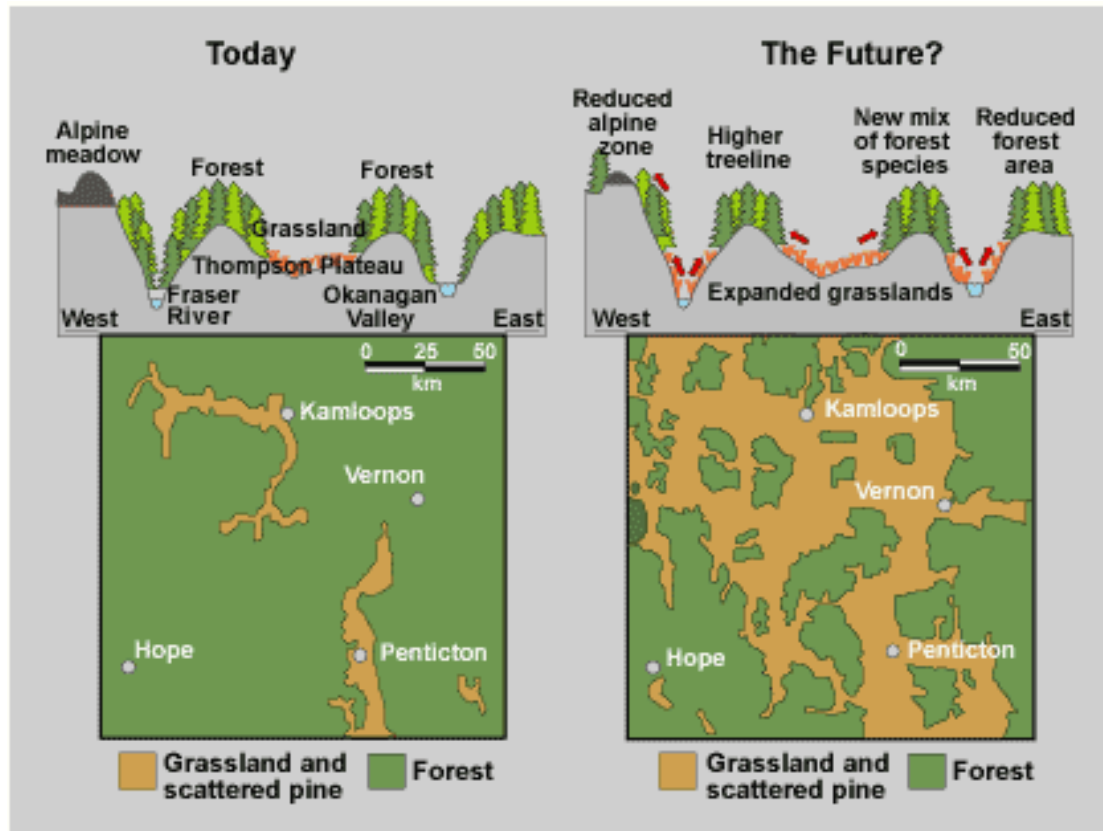 Today
Alpine
meadow
Forest
Forest
Grassland
Thompson Plateau
Fraser
River
Okanagan
Valley
West
East
0 25 50
km
Kamloops
Vernon
Hope
Penticton
Grassland and
scattered pine
Forest
The Future?
Reduced
alpine
zone
Higher
treeline
New mix
of forest
species
Reduced
forest
area
Expanded grasslands
West
East
0 50
km
Kamloops
Vernon
Hope
Penticton
Grassland and
scattered pine
Forest